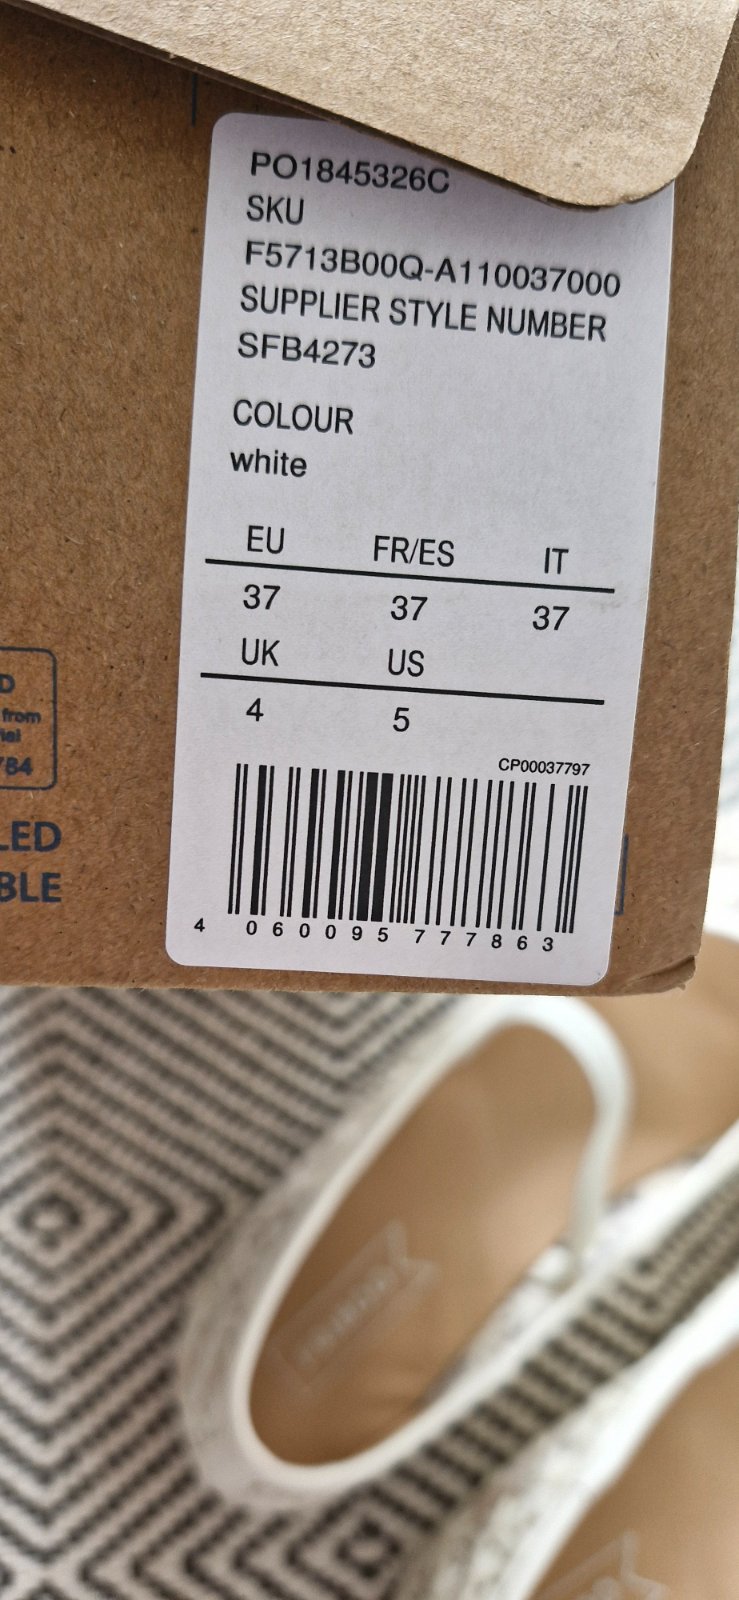 PO1845326C
SKU
F5713B00Q-A110037000
SUPPLIER STYLE NUMBER
SFB4273
COLOUR
white
EU FR/ES IT
37 37 37
UK US
4 5
CP00037797
4 060095 777863
D
from
784
LED
BLE